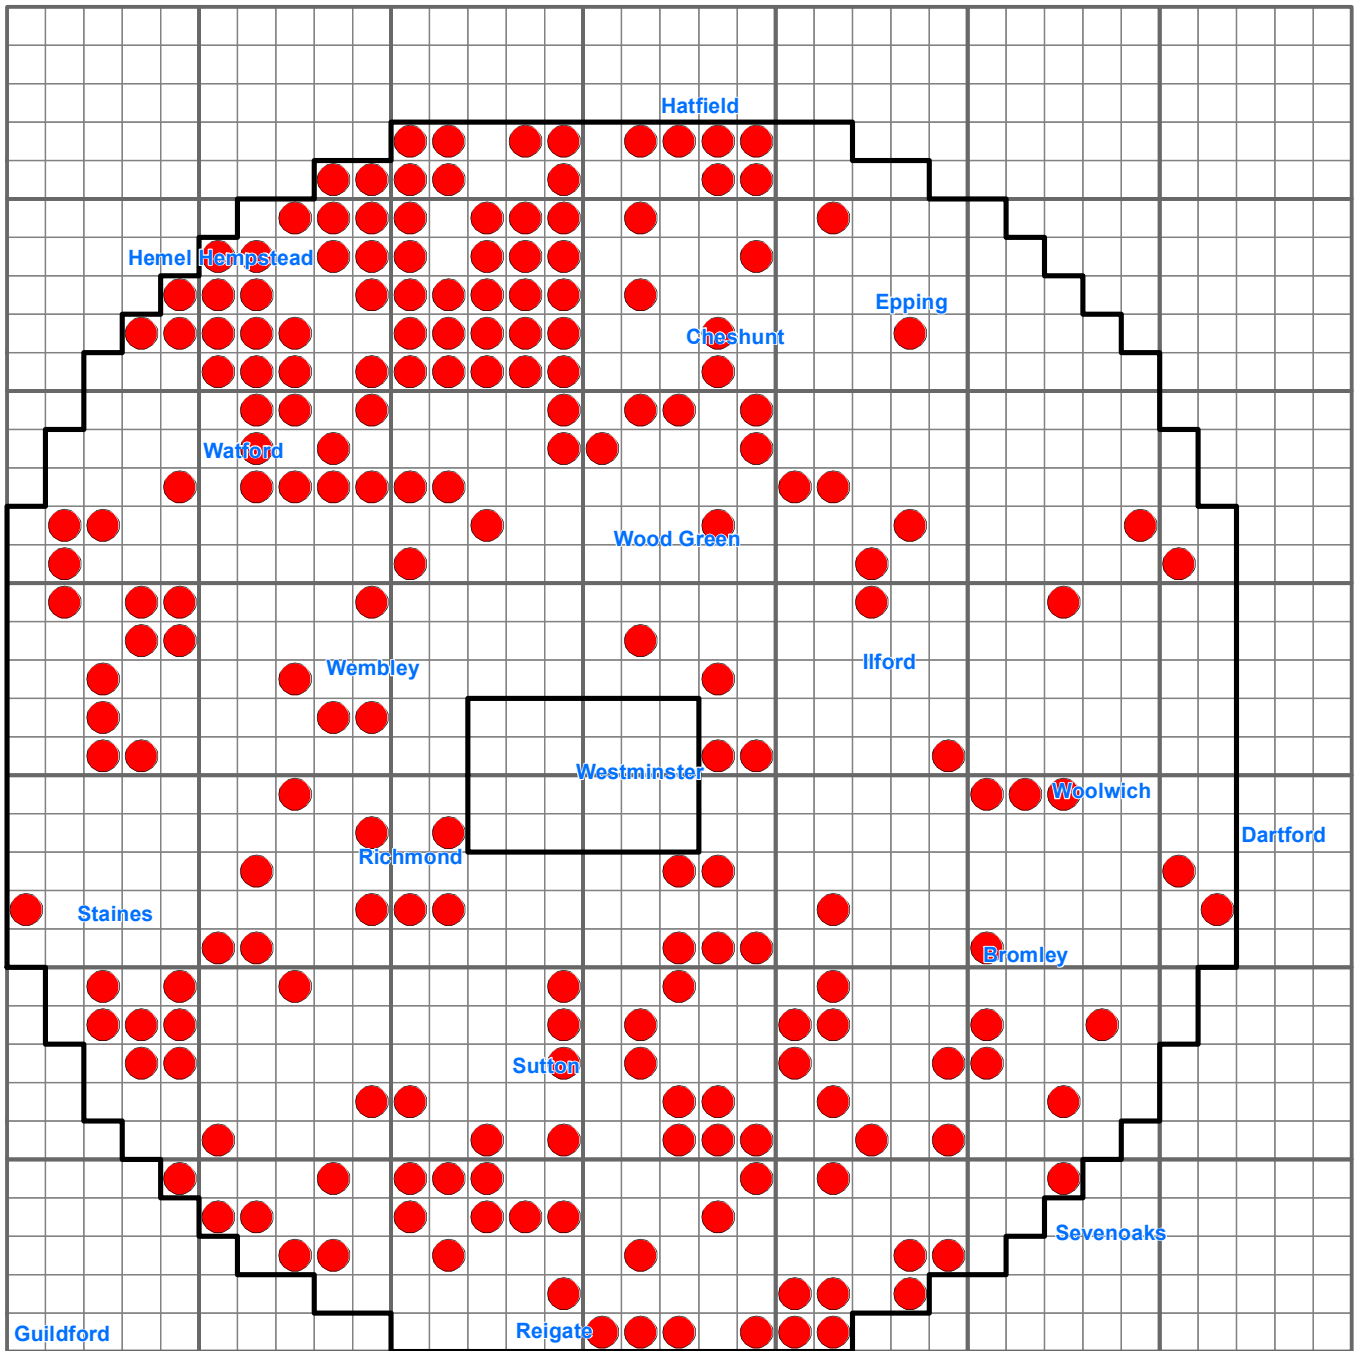 Hatfield
Hemel Hempstead
Epping
Cheshunt
Watford
Wood Green
Ilford
Wembley
Westminster
Woolwich
Dartford
Richmond
Staines
Bromley
Sutton
Sevenoaks
Reigate
Guildford